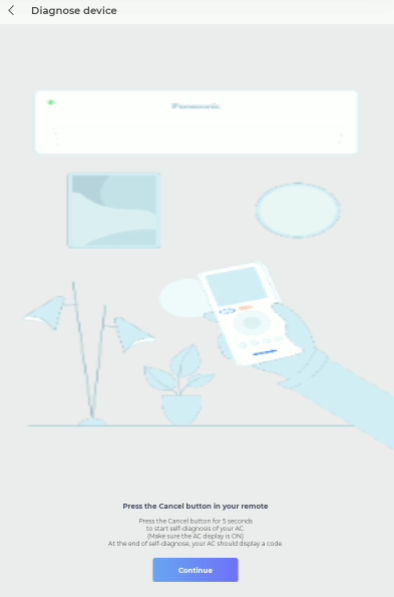 Diagnose device
Panasonic
Press the Cancel button in your remote
Press the Cancel button for 5 seconds
to start self-diagnosis of your AC.
(Make sure the AC display is ON)
At the end of self-diagnose, your AC should display a code
Continue